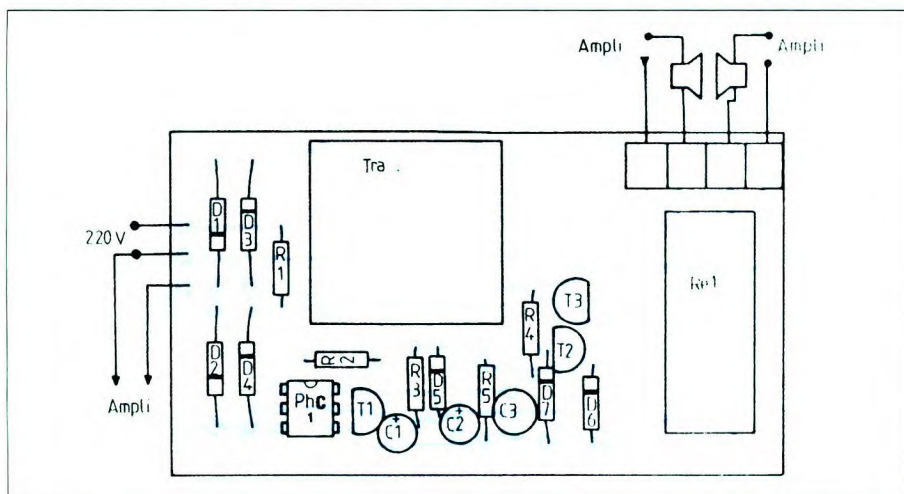 Ampli
Ampli
Tra .
220 V
D1
D3
R1
Re1
T3
R4
T2
D2
D4
R2
R3
D5
R5
D7
D6
PhC
1
T1
C1
+
C2
+
C3
Ampli